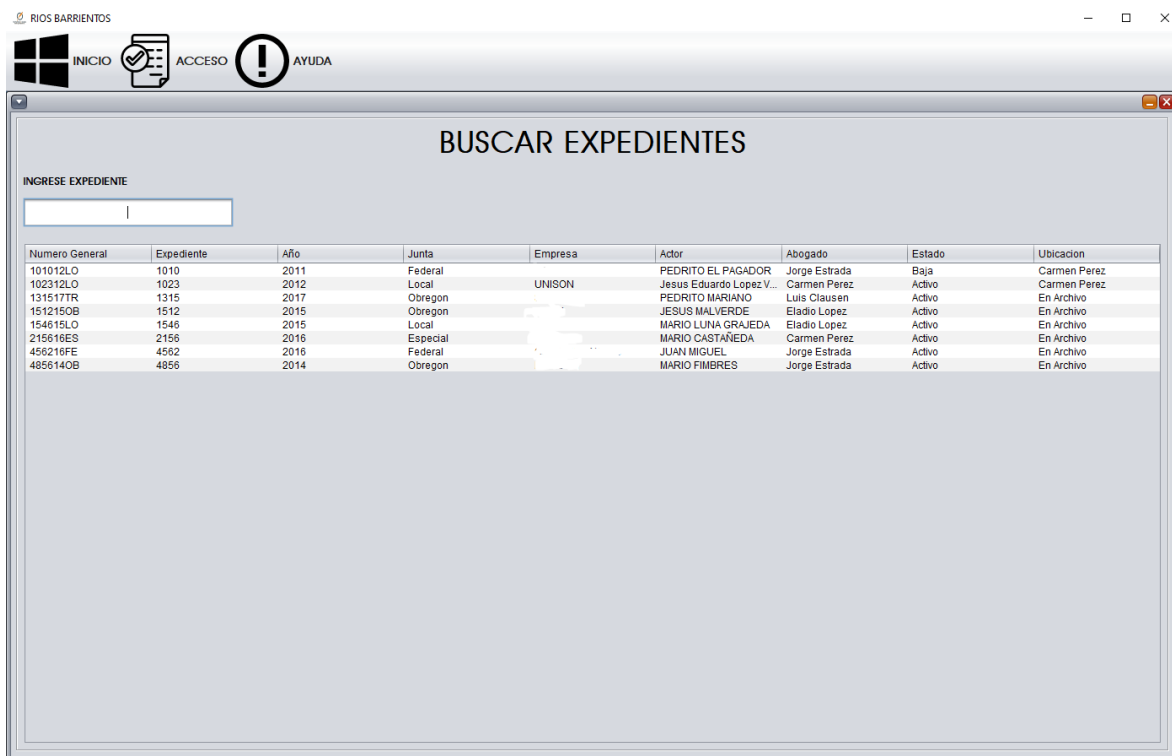 RIOS BARRIENTOS
INICIO ACCESO AYUDA
BUSCAR EXPEDIENTES
INGRESE EXPEDIENTE
Numero General Expediente Año Junta Empresa Actor Abogado Estado Ubicacion
101012LO 1010 2011 Federal PEDRITO EL PAGADOR Jorge Estrada Baja Carmen Perez
102312LO 1023 2012 Local UNISON Jesus Eduardo Lopez V... Carmen Perez Activo Carmen Perez
131517TR 1315 2017 Obregon PEDRITO MARIANO Luis Clausen Activo En Archivo
151215OB 1512 2015 Obregon JESUS MALVERDE Eladio Lopez Activo En Archivo
154615LO 1546 2015 Local MARIO LUNA GRAJEDA Eladio Lopez Activo En Archivo
215616ES 2156 2016 Especial MARIO CASTAÑEDA Carmen Perez Activo En Archivo
456216FE 4562 2016 Federal JUAN MIGUEL Jorge Estrada Activo En Archivo
485614OB 4856 2014 Obregon MARIO FIMBRES Jorge Estrada Activo En Archivo